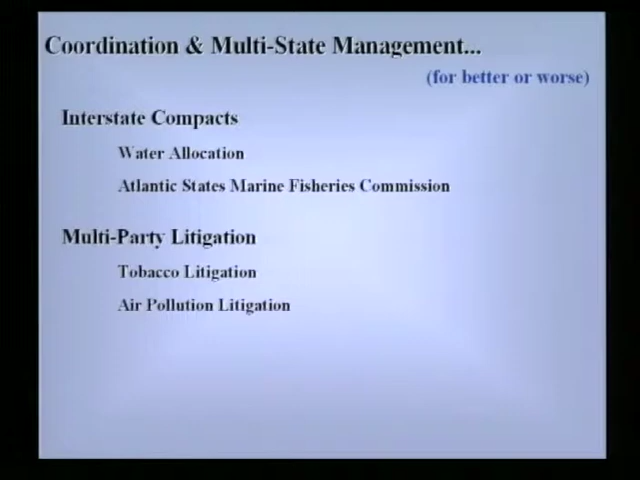 Coordination & Multi-State Management...
(for better or worse)
Interstate Compacts
Water Allocation
Atlantic States Marine Fisheries Commission
Multi-Party Litigation
Tobacco Litigation
Air Pollution Litigation